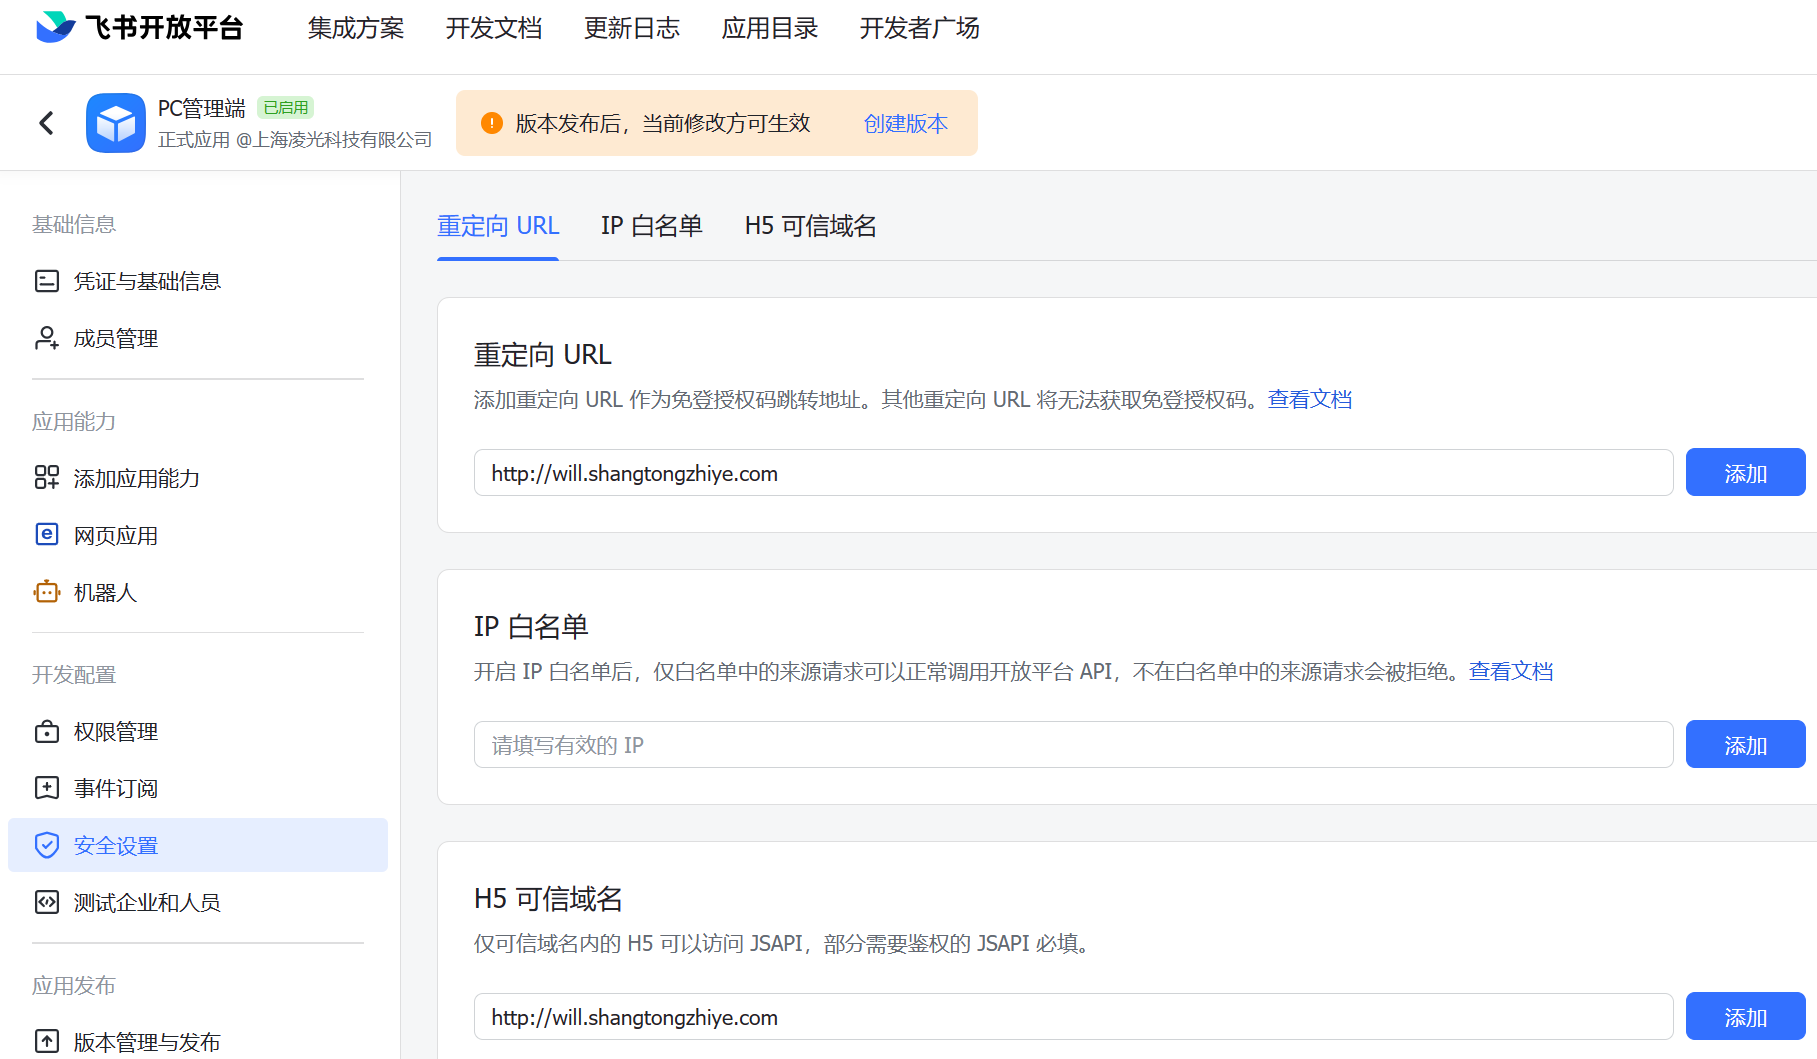 飞书开放平台
集成方案
开发文档
更新日志
应用目录
开发者广场
PC管理端 已启用
正式应用 @上海凌光科技有限公司
版本发布后，当前修改方可生效 创建版本
基础信息
凭证与基础信息
成员管理
应用能力
添加应用能力
网页应用
机器人
开发配置
权限管理
事件订阅
安全设置
测试企业和人员
应用发布
版本管理与发布
重定向 URL
IP 白名单
H5 可信域名
重定向 URL
添加重定向 URL 作为免登授权码跳转地址。其他重定向 URL 将无法获取免登授权码。查看文档
http://will.shangtongzhiye.com
添加
IP 白名单
开启 IP 白名单后，仅白名单中的来源请求可以正常调用开放平台 API，不在白名单中的来源请求会被拒绝。查看文档
请填写有效的 IP
添加
H5 可信域名
仅可信域名内的 H5 可以访问 JSAPI，部分需要鉴权的 JSAPI 必填。
http://will.shangtongzhiye.com
添加